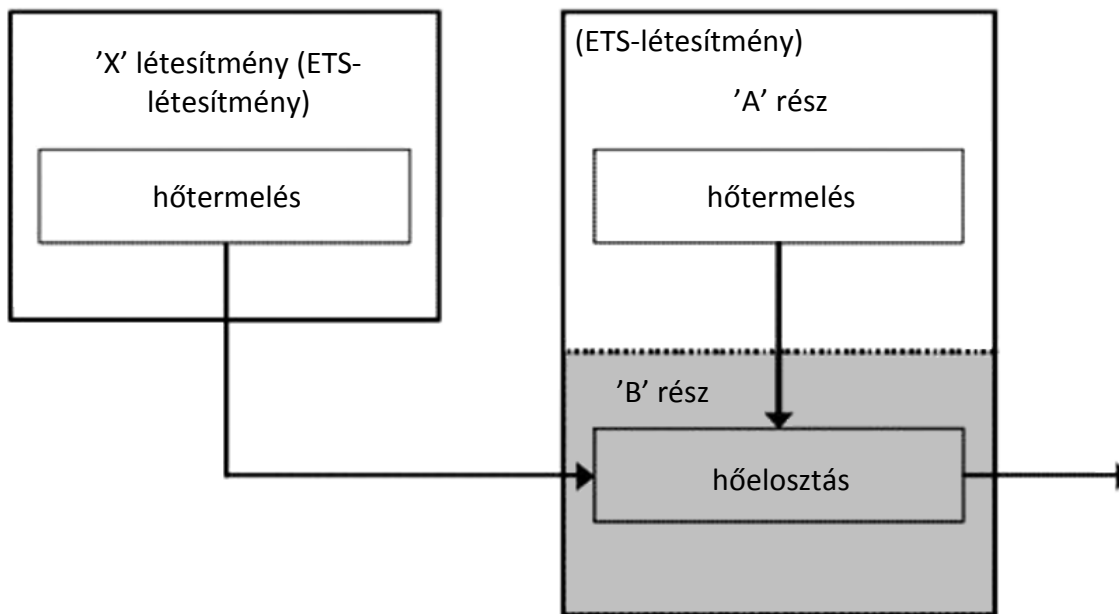 ’X’ létesítmény (ETS-
létesítmény)
hőtermelés
(ETS-létesítmény)
’A’ rész
hőtermelés
’B’ rész
hőelosztás